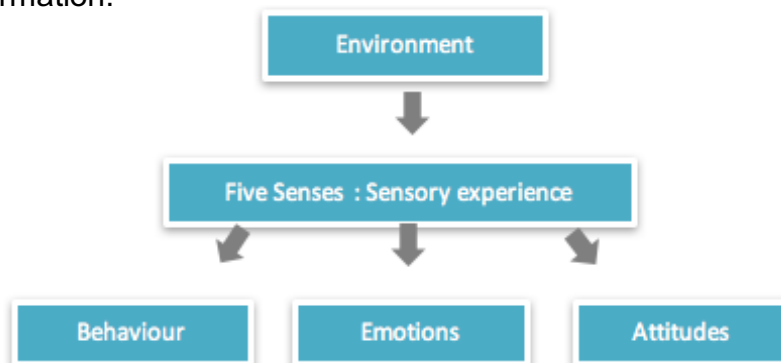 Environment
Five Senses : Sensory experience
Behaviour
Emotions
Attitudes